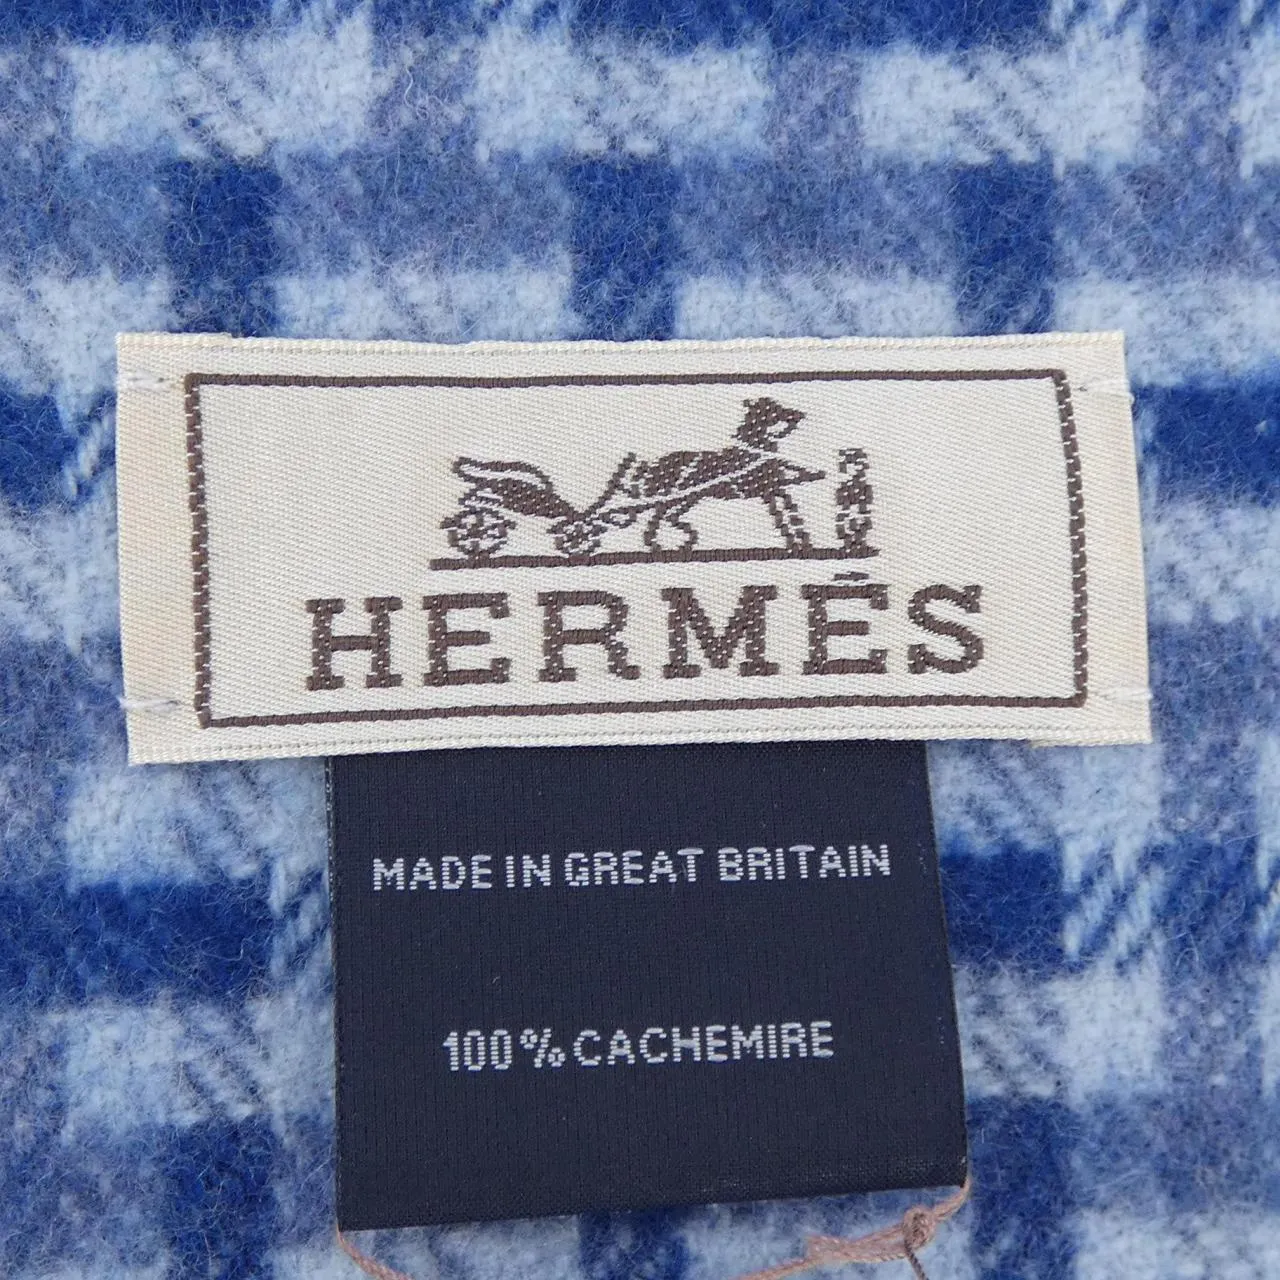 HERMÈS
MADE IN GREAT BRITAIN
100% CACHEMIRE